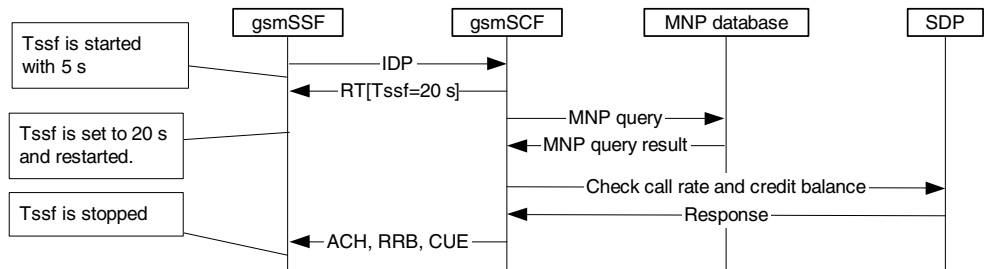 gsmSSF
gsmSCF
MNP database
SDP
Tssf is started
with 5 s
IDP
RT[Tssf=20 s]
MNP query
Tssf is set to 20 s
and restarted.
MNP query result
Check call rate and credit balance
Tssf is stopped
Response
ACH, RRB, CUE